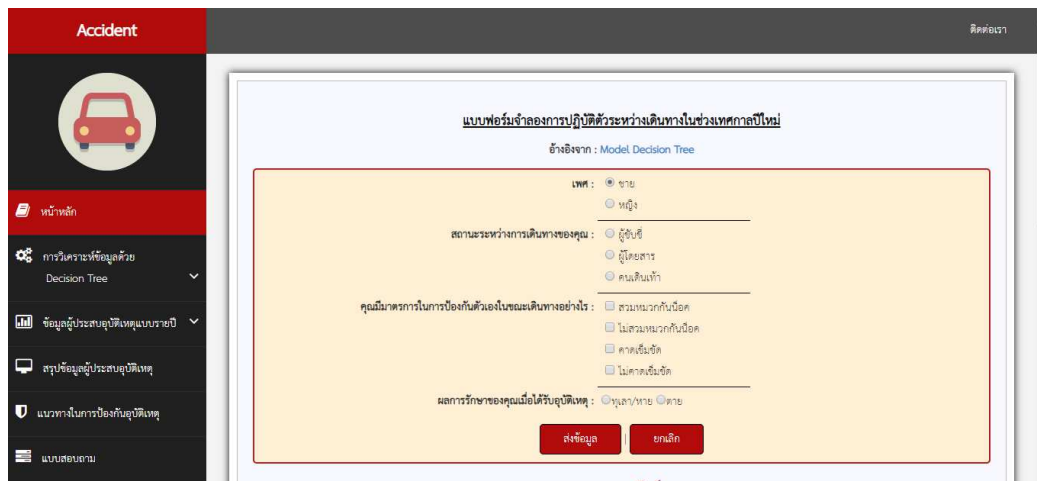 Accident
ติดต่อเรา
หน้าหลัก
การวิเคราะห์ข้อมูลด้วย
Decision Tree
ข้อมูลผู้ประสบอุบัติเหตุแบบรายปี
สรุปข้อมูลผู้ประสบอุบัติเหตุ
แนวทางในการป้องกันอุบัติเหตุ
แบบสอบถาม
แบบฟอร์มจำลองการปฏิบัติตัวระหว่างเดินทางในช่วงเทศกาลปีใหม่
อ้างอิงจาก : Model Decision Tree
เพศ : ชาย
หญิง
สถานะระหว่างการเดินทางของคุณ : ผู้ขับขี่
ผู้โดยสาร
คนเดินเท้า
คุณมีมาตรการในการป้องกันตัวเองในขณะเดินทางอย่างไร : สวมหมวกกันน็อค
ไม่สวมหมวกกันน็อค
คาดเข็มขัด
ไม่คาดเข็มขัด
ผลการรักษาของคุณเมื่อได้รับอุบัติเหตุ : ทุเลา/หาย ตาย
ส่งข้อมูล | ยกเลิก